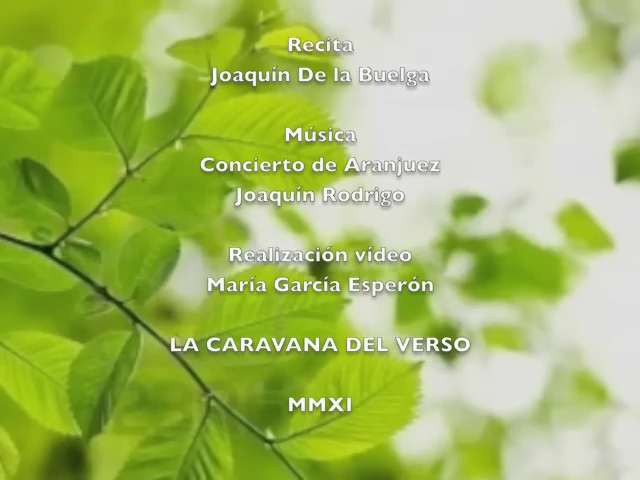 Recita
Joaquín De la Buelga
Música
Concierto de Aranjuez
Joaquín Rodrigo
Realización vídeo
María García Esperón
LA CARAVANA DEL VERSO
MMXI